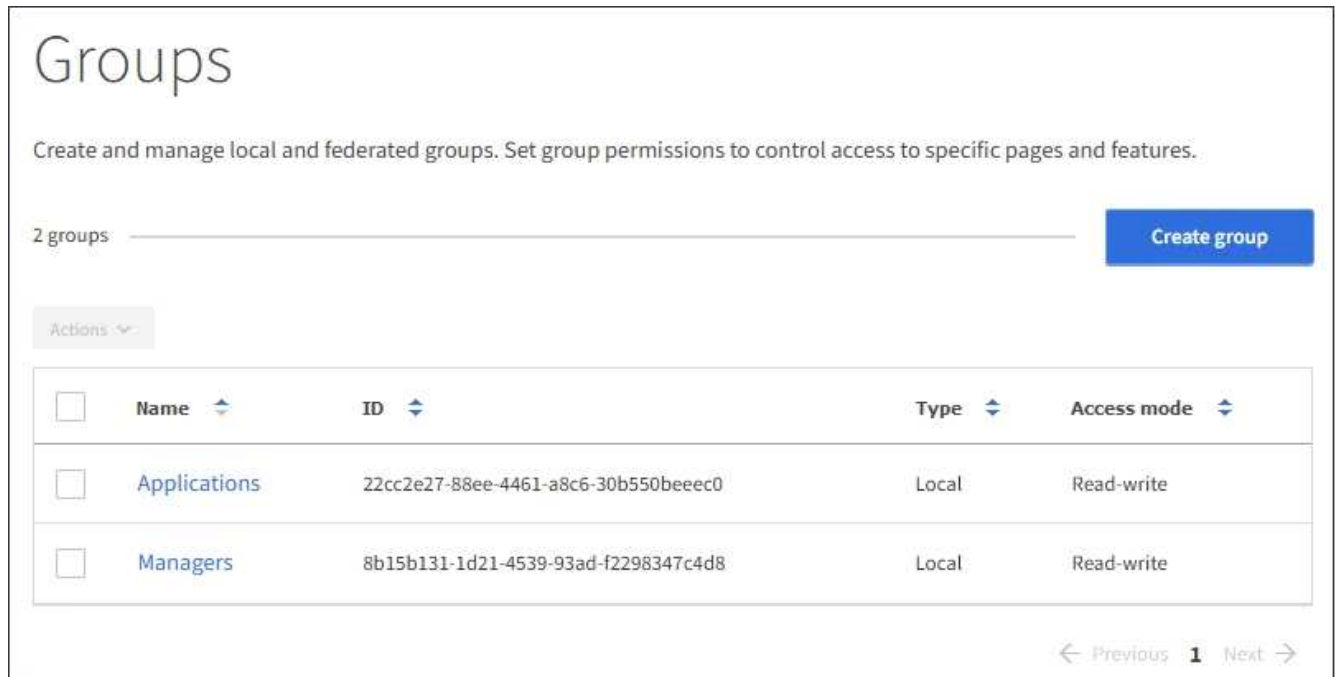 Groups
Create and manage local and federated groups. Set group permissions to control access to specific pages and features.
2 groups Create group
Actions
Name ID Type Access mode
Applications 22cc2e27-88ee-4461-a8c6-30b550beeec0 Local Read-write
Managers 8b15b131-1d21-4539-93ad-f2298347c4d8 Local Read-write
← Previous 1 Next →